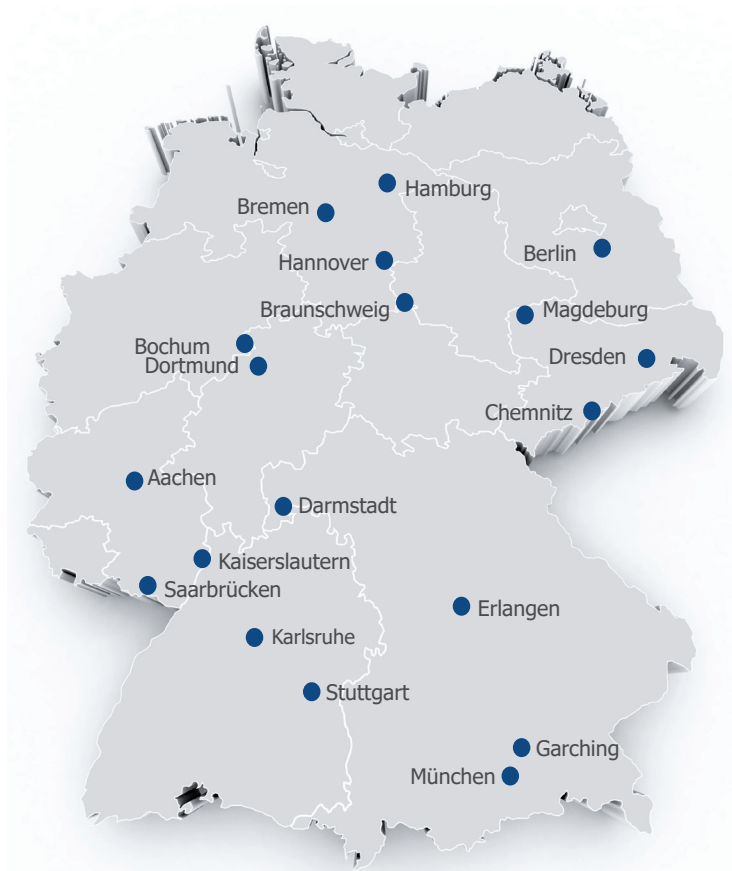 Hamburg
Bremen
Berlin
Hannover
Braunschweig
Magdeburg
Bochum
Dortmund
Dresden
Chemnitz
Aachen
Darmstadt
Kaiserslautern
Saarbrücken
Erlangen
Karlsruhe
Stuttgart
Garching
München